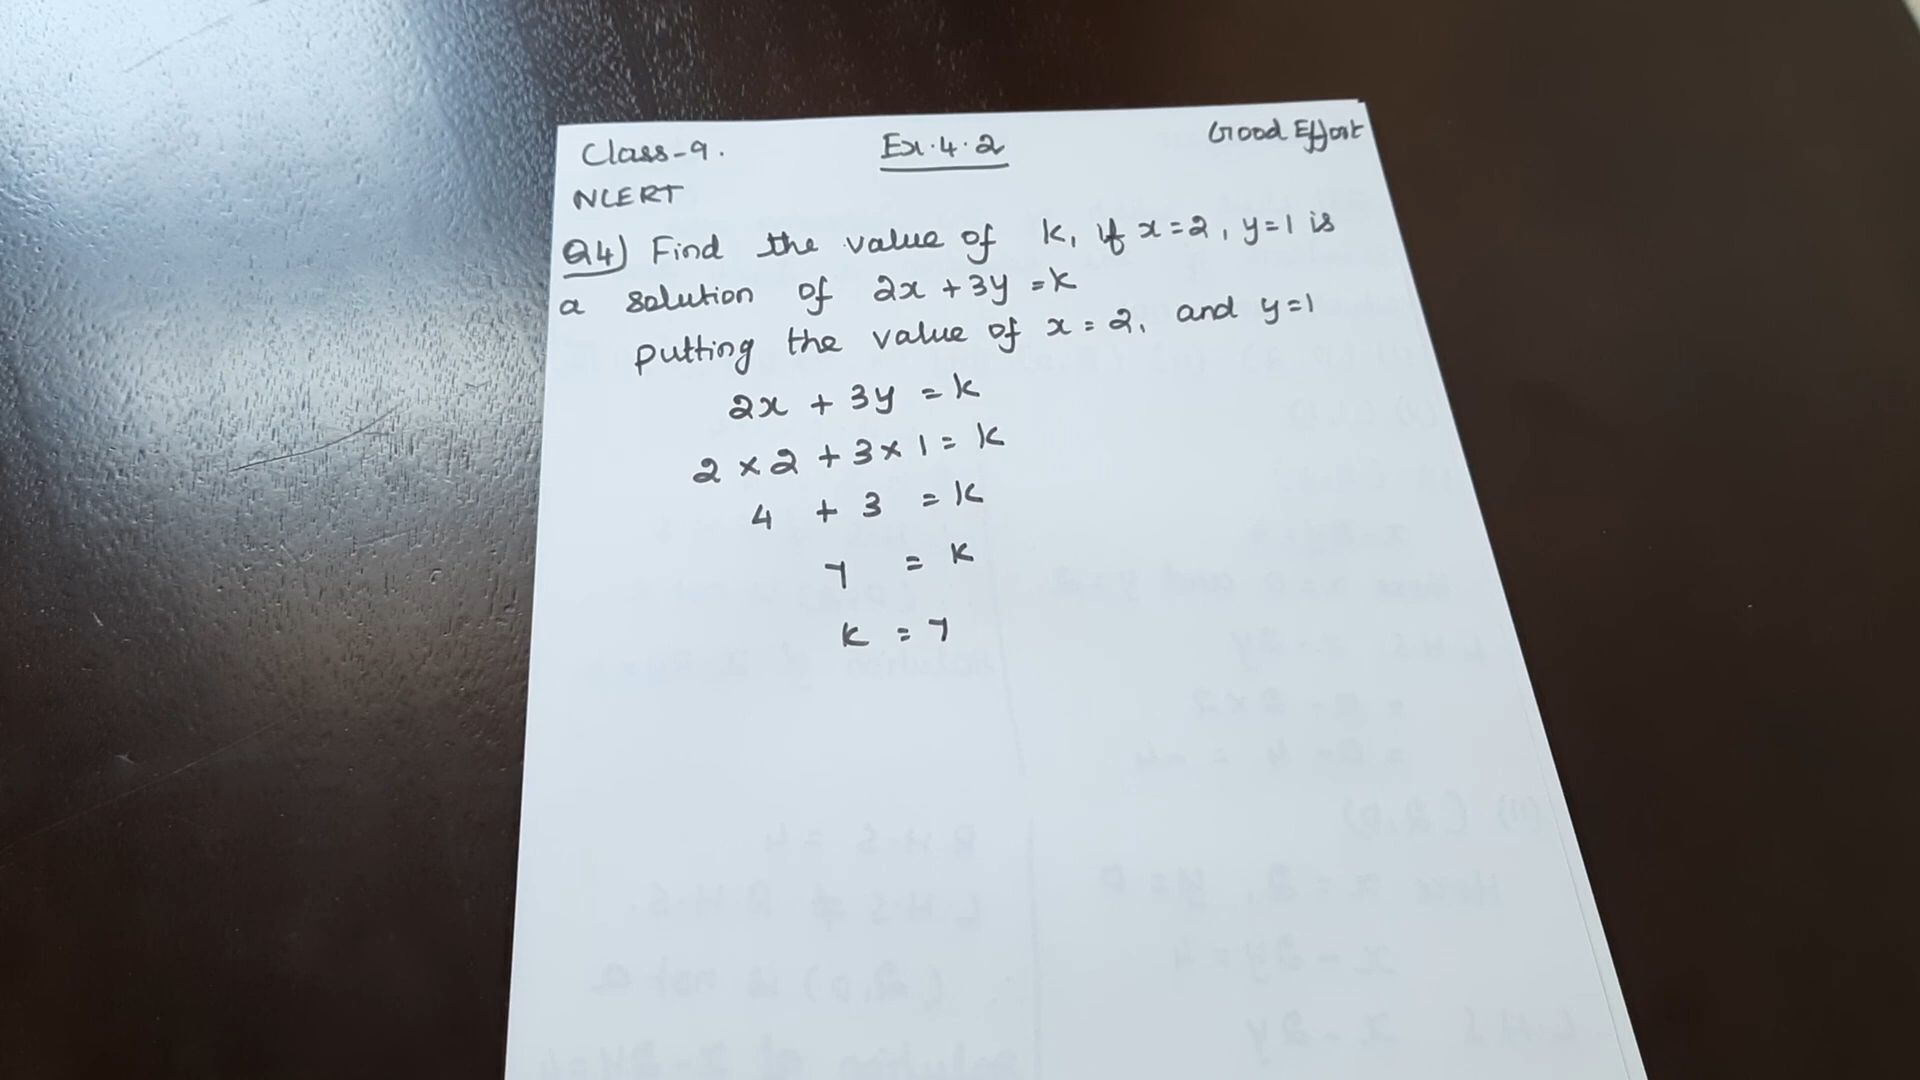 Class-9.
Ex.4.2
Good Effort
NCERT
Q4) Find the value of k, if x=2, y=1 is
a solution of 2x+3y=k
putting the value of x=2, and y=1
2x + 3y = k
2 × 2 + 3 × 1 = k
4 + 3 = k
7 = k
k = 7